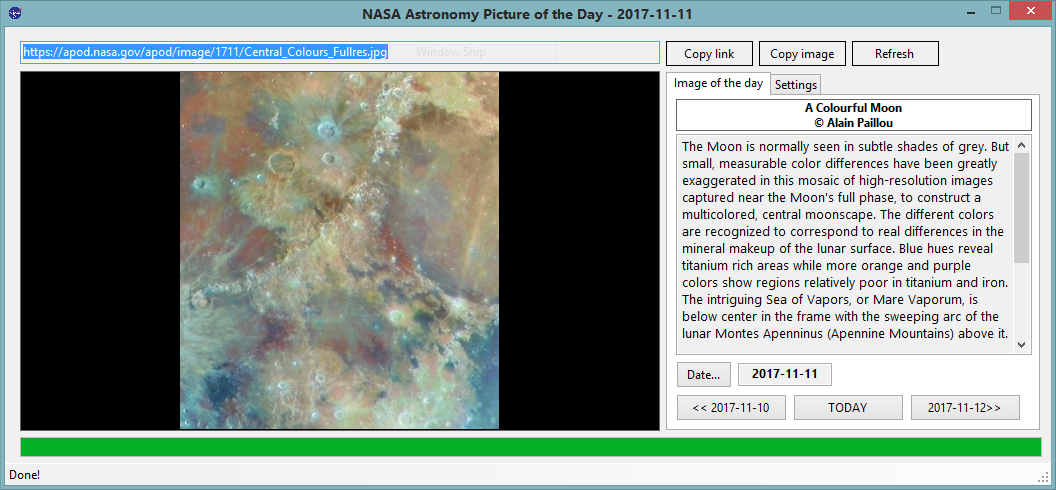 NASA Astronomy Picture of the Day - 2017-11-11
https://apod.nasa.gov/apod/image/1711/Central_Colours_Fullres.jpg
Window Snip
Copy link
Copy image
Refresh
Image of the day
Settings
A Colourful Moon
© Alain Paillou
The Moon is normally seen in subtle shades of grey. But
small, measurable color differences have been greatly
exaggerated in this mosaic of high-resolution images
captured near the Moon's full phase, to construct a
multicolored, central moonscape. The different colors
are recognized to correspond to real differences in the
mineral makeup of the lunar surface. Blue hues reveal
titanium rich areas while more orange and purple
colors show regions relatively poor in titanium and iron.
The intriguing Sea of Vapors, or Mare Vaporum, is
below center in the frame with the sweeping arc of the
lunar Montes Apenninus (Apennine Mountains) above it.
Date...
2017-11-11
<< 2017-11-10
TODAY
2017-11-12>>
Done!